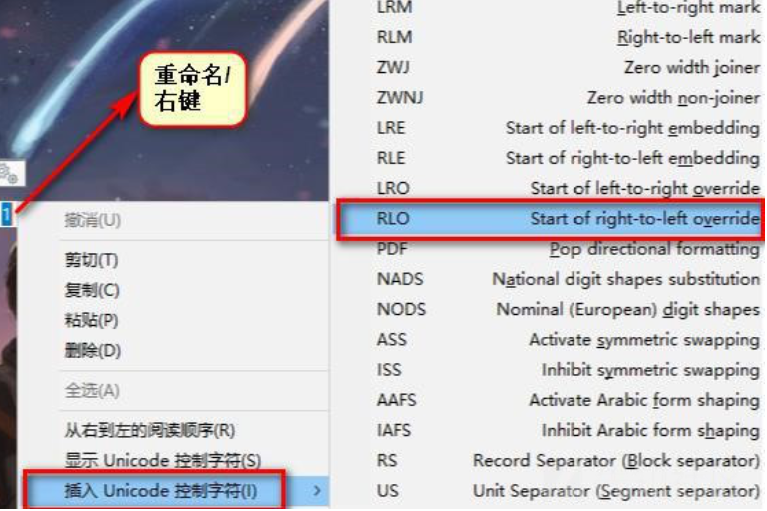 重命名/
右键
1
撤消(U)
剪切(T)
复制(C)
粘贴(P)
删除(D)
全选(A)
从右到左的阅读顺序(R)
显示 Unicode 控制字符(S)
插入 Unicode 控制字符(I) >
LRM Left-to-right mark
RLM Right-to-left mark
ZWJ Zero width joiner
ZWNJ Zero width non-joiner
LRE Start of left-to-right embedding
RLE Start of right-to-left embedding
LRO Start of left-to-right override
RLO Start of right-to-left override
PDF Pop directional formatting
NADS National digit shapes substitution
NODS Nominal (European) digit shapes
ASS Activate symmetric swapping
ISS Inhibit symmetric swapping
AAFS Activate Arabic form shaping
IAFS Inhibit Arabic form shaping
RS Record Separator (Block separator)
US Unit Separator (Segment separator)